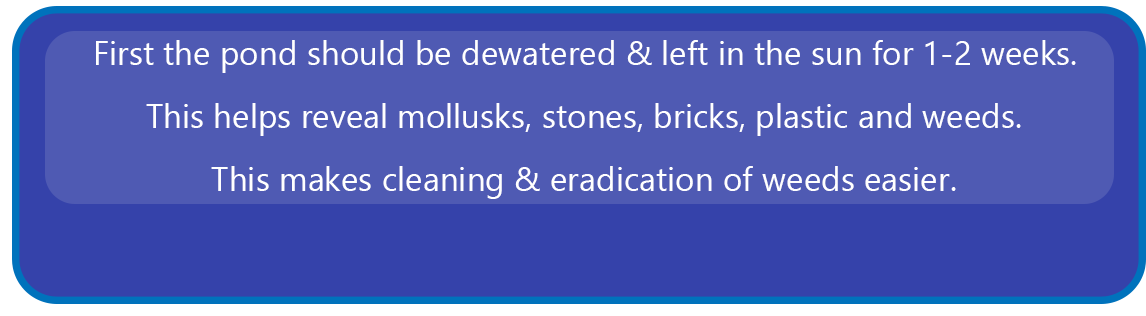 First the pond should be dewatered & left in the sun for 1-2 weeks.
This helps reveal mollusks, stones, bricks, plastic and weeds.
This makes cleaning & eradication of weeds easier.